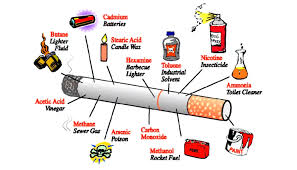 Cadmium
Batteries
Butane
Lighter
Fluid
Stearic Acid
Candle Wax
Hexamine
Barbecue
Lighter
Toluene
Industrial
Solvent
Nicotine
Insecticide
Ammonia
Toilet Cleaner
Acetic Acid
Vinegar
Methane
Sewer Gas
Arsenic
Poison
Carbon
Monoxide
Methanol
Rocket Fuel
PAINT